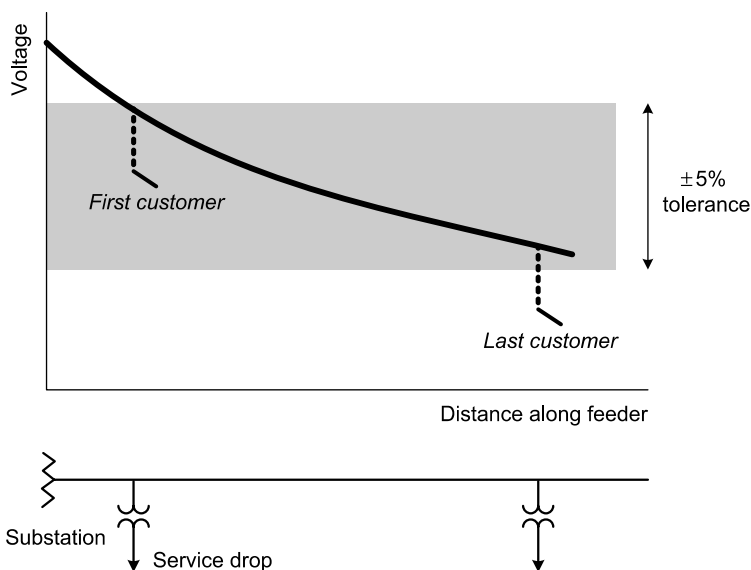 Voltage
±5%
tolerance
First customer
Last customer
Distance along feeder
Substation
Service drop